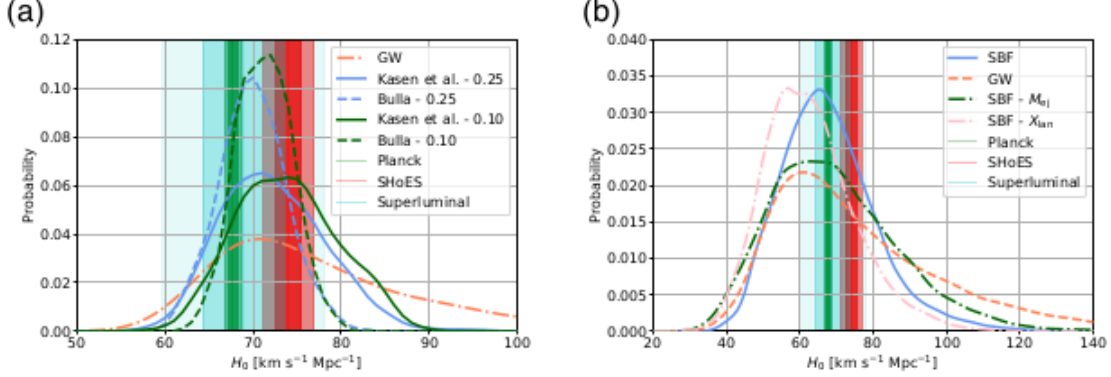 (a)
0.12
0.10
0.08
0.06
0.04
0.02
0.00
Probability
50
60
70
80
90
100
H₀ [km s⁻¹ Mpc⁻¹]
GW
Kasen et al. - 0.25
Bulla - 0.25
Kasen et al. - 0.10
Bulla - 0.10
Planck
SHoES
Superluminal
(b)
0.040
0.035
0.030
0.025
0.020
0.015
0.010
0.005
0.000
Probability
20
40
60
80
100
120
140
H₀ [km s⁻¹ Mpc⁻¹]
SBF
GW
SBF - Mₑⱼ
SBF - Xₗₐₙ
Planck
SHoES
Superluminal